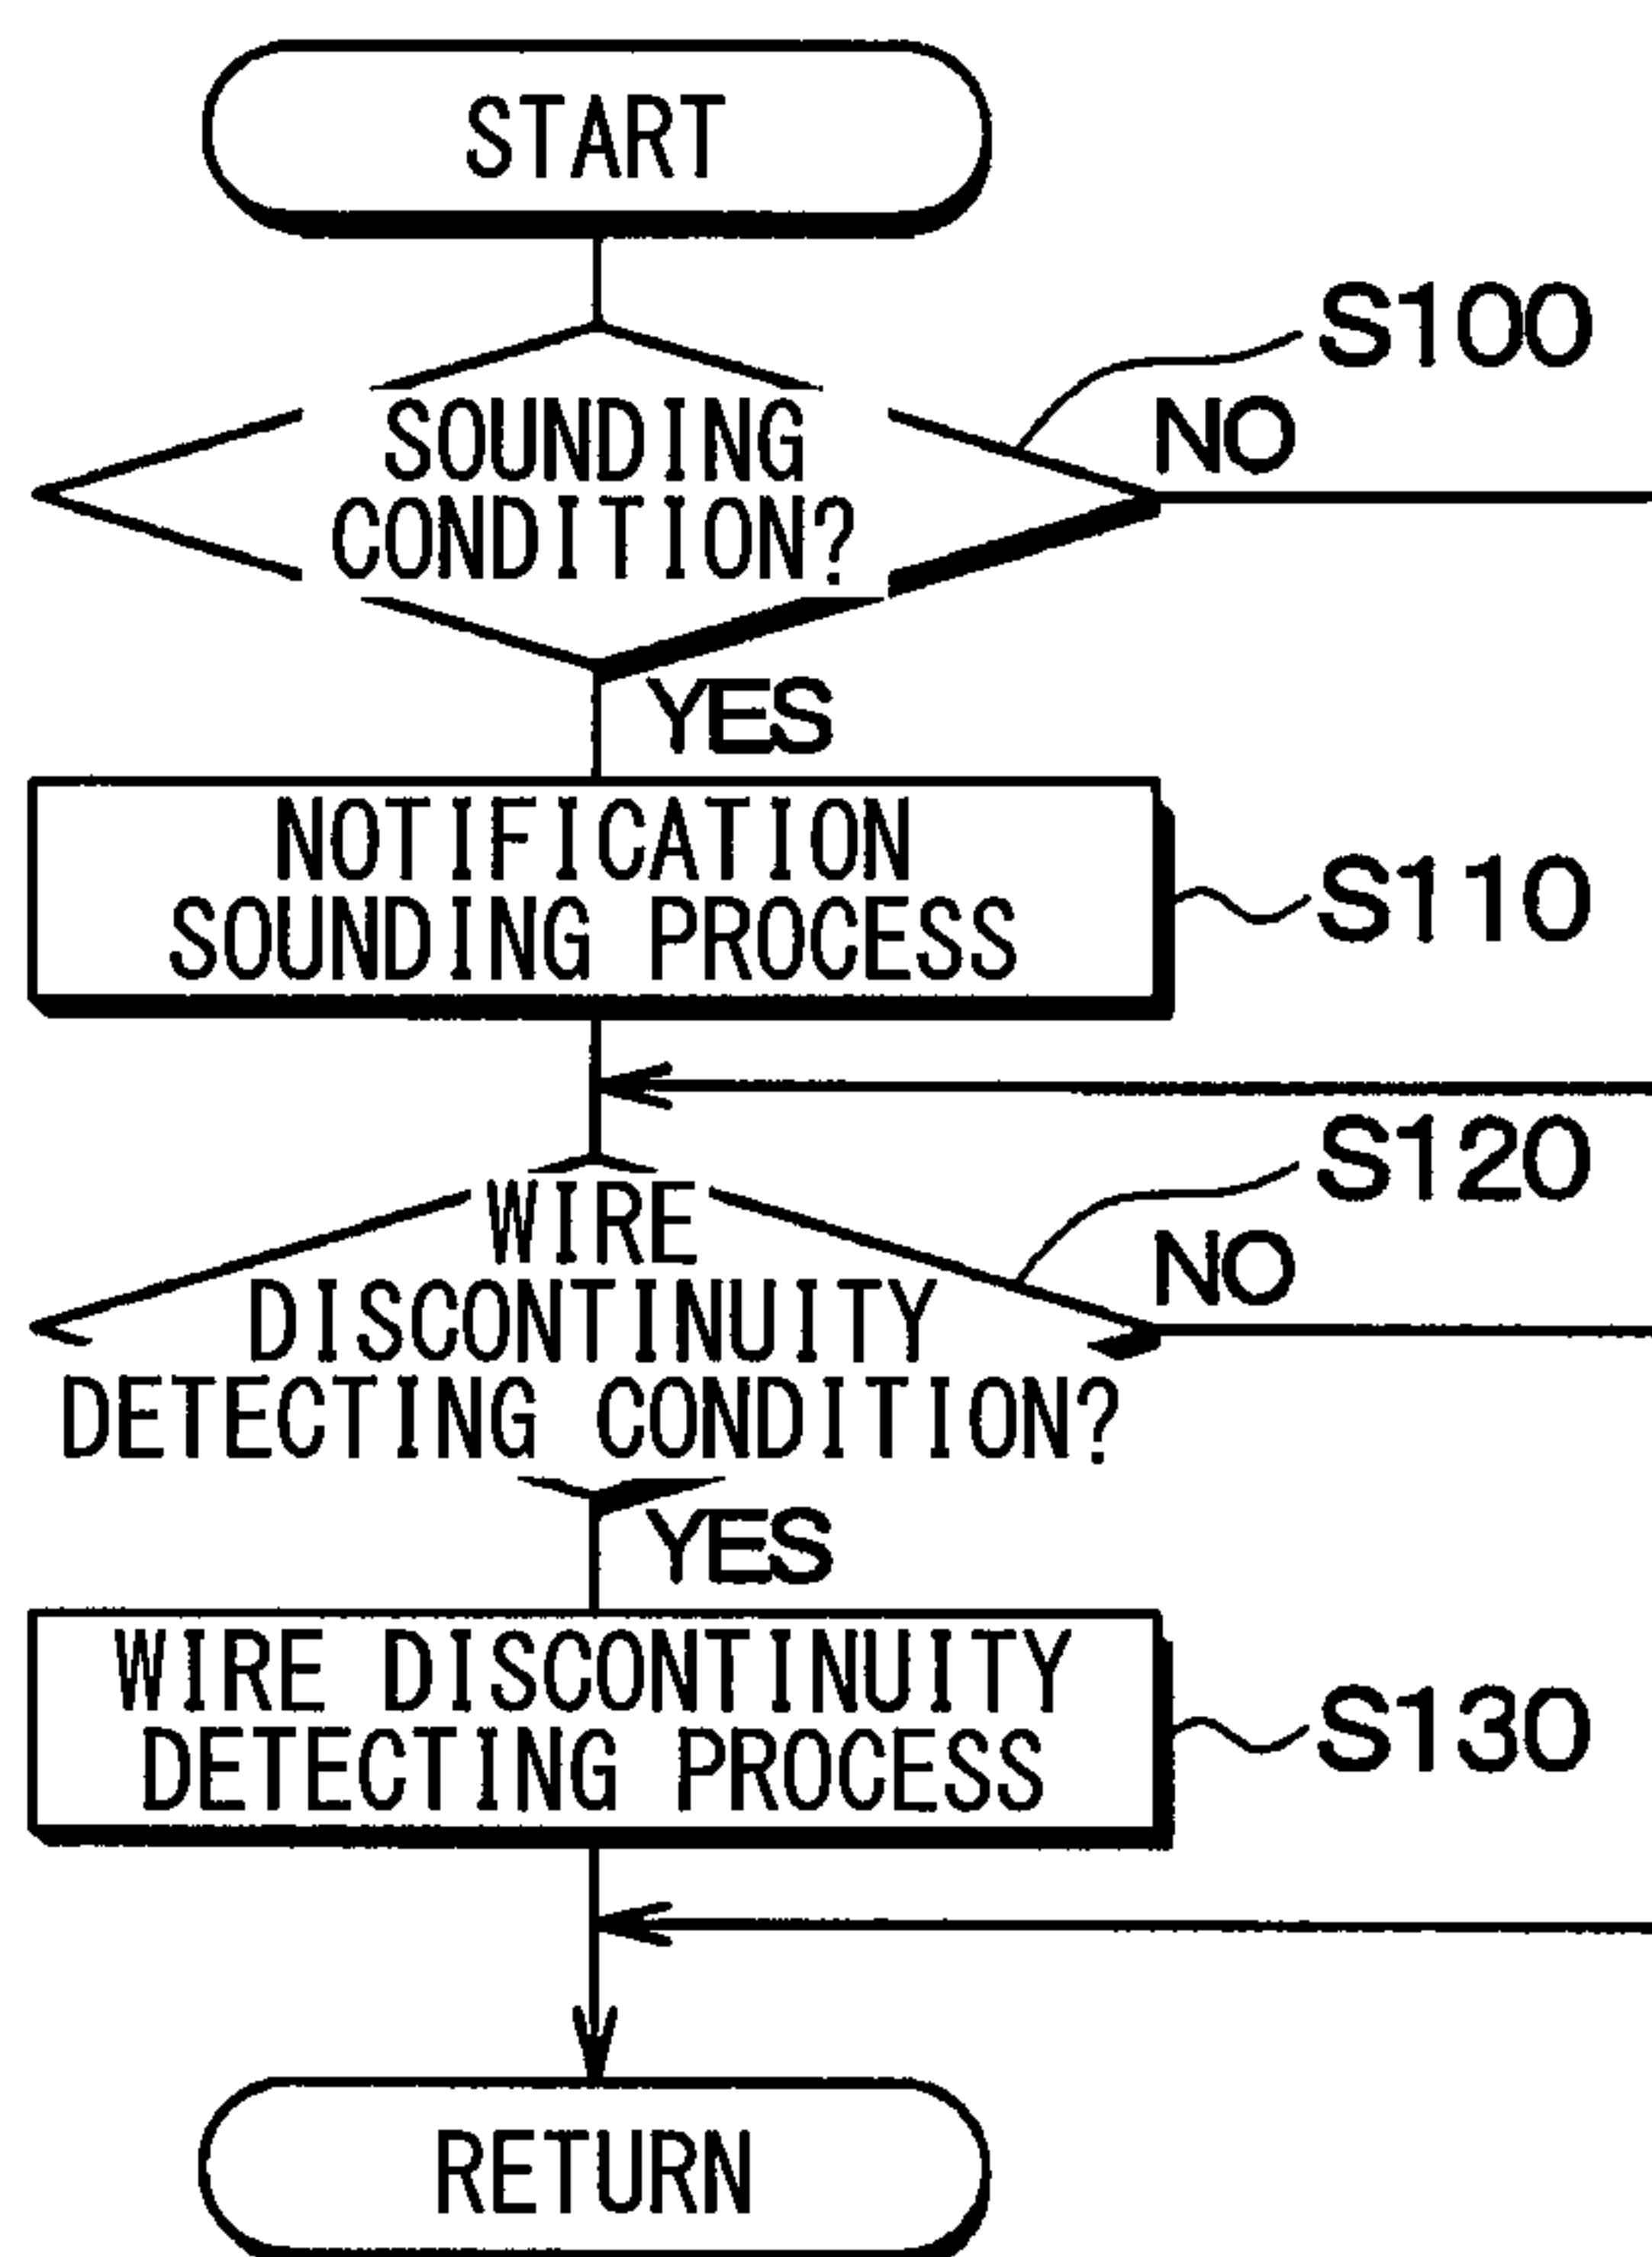 START
S100
SOUNDING
CONDITION?
NO
YES
NOTIFICATION
SOUNDING PROCESS
S110
S120
WIRE
DISCONTINUITY
DETECTING CONDITION?
NO
YES
WIRE DISCONTINUITY
DETECTING PROCESS
S130
RETURN